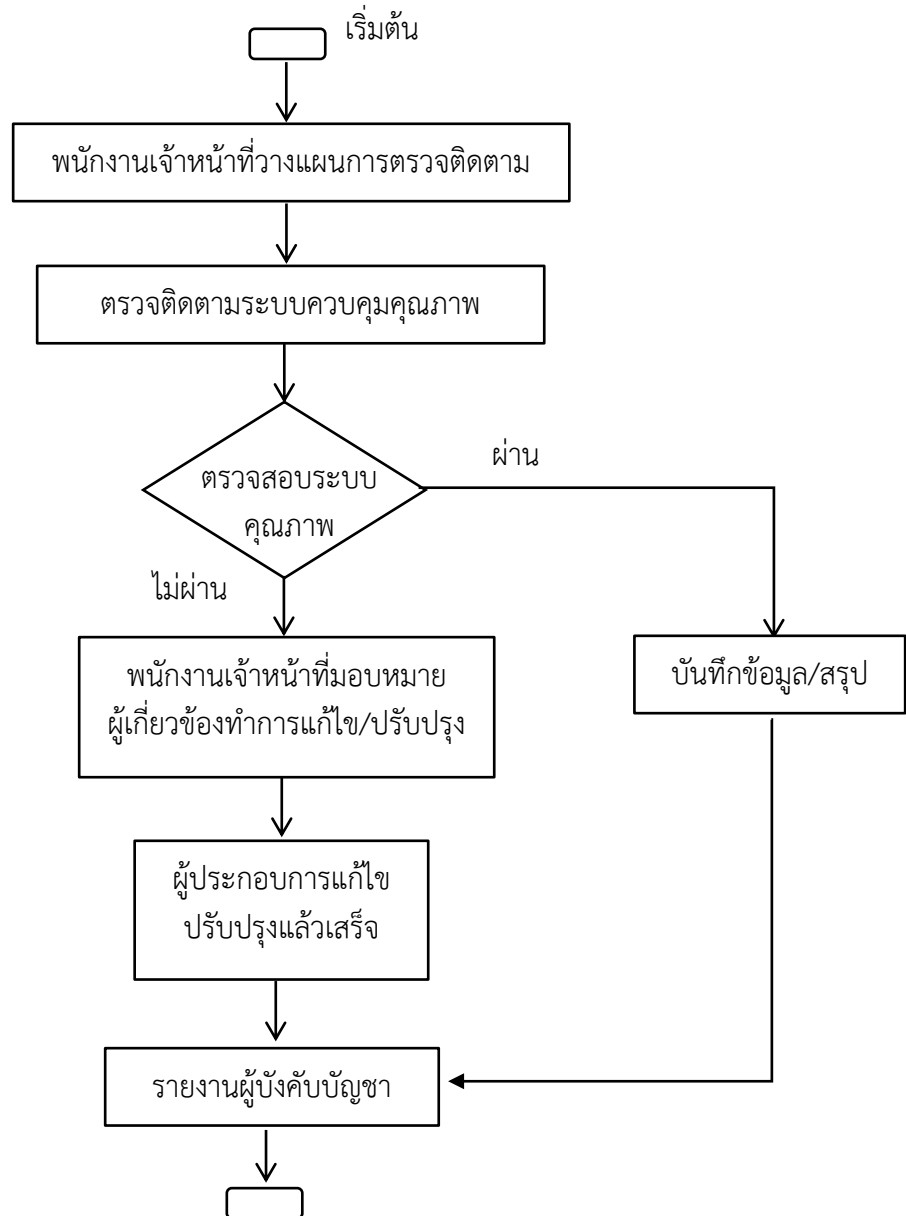 เริ่มต้น
พนักงานเจ้าหน้าที่วางแผนการตรวจติดตาม
ตรวจติดตามระบบควบคุมคุณภาพ
ตรวจสอบระบบ
คุณภาพ
ผ่าน
ไม่ผ่าน
พนักงานเจ้าหน้าที่มอบหมาย
ผู้เกี่ยวข้องทำการแก้ไข/ปรับปรุง
บันทึกข้อมูล/สรุป
ผู้ประกอบการแก้ไข
ปรับปรุงแล้วเสร็จ
รายงานผู้บังคับบัญชา